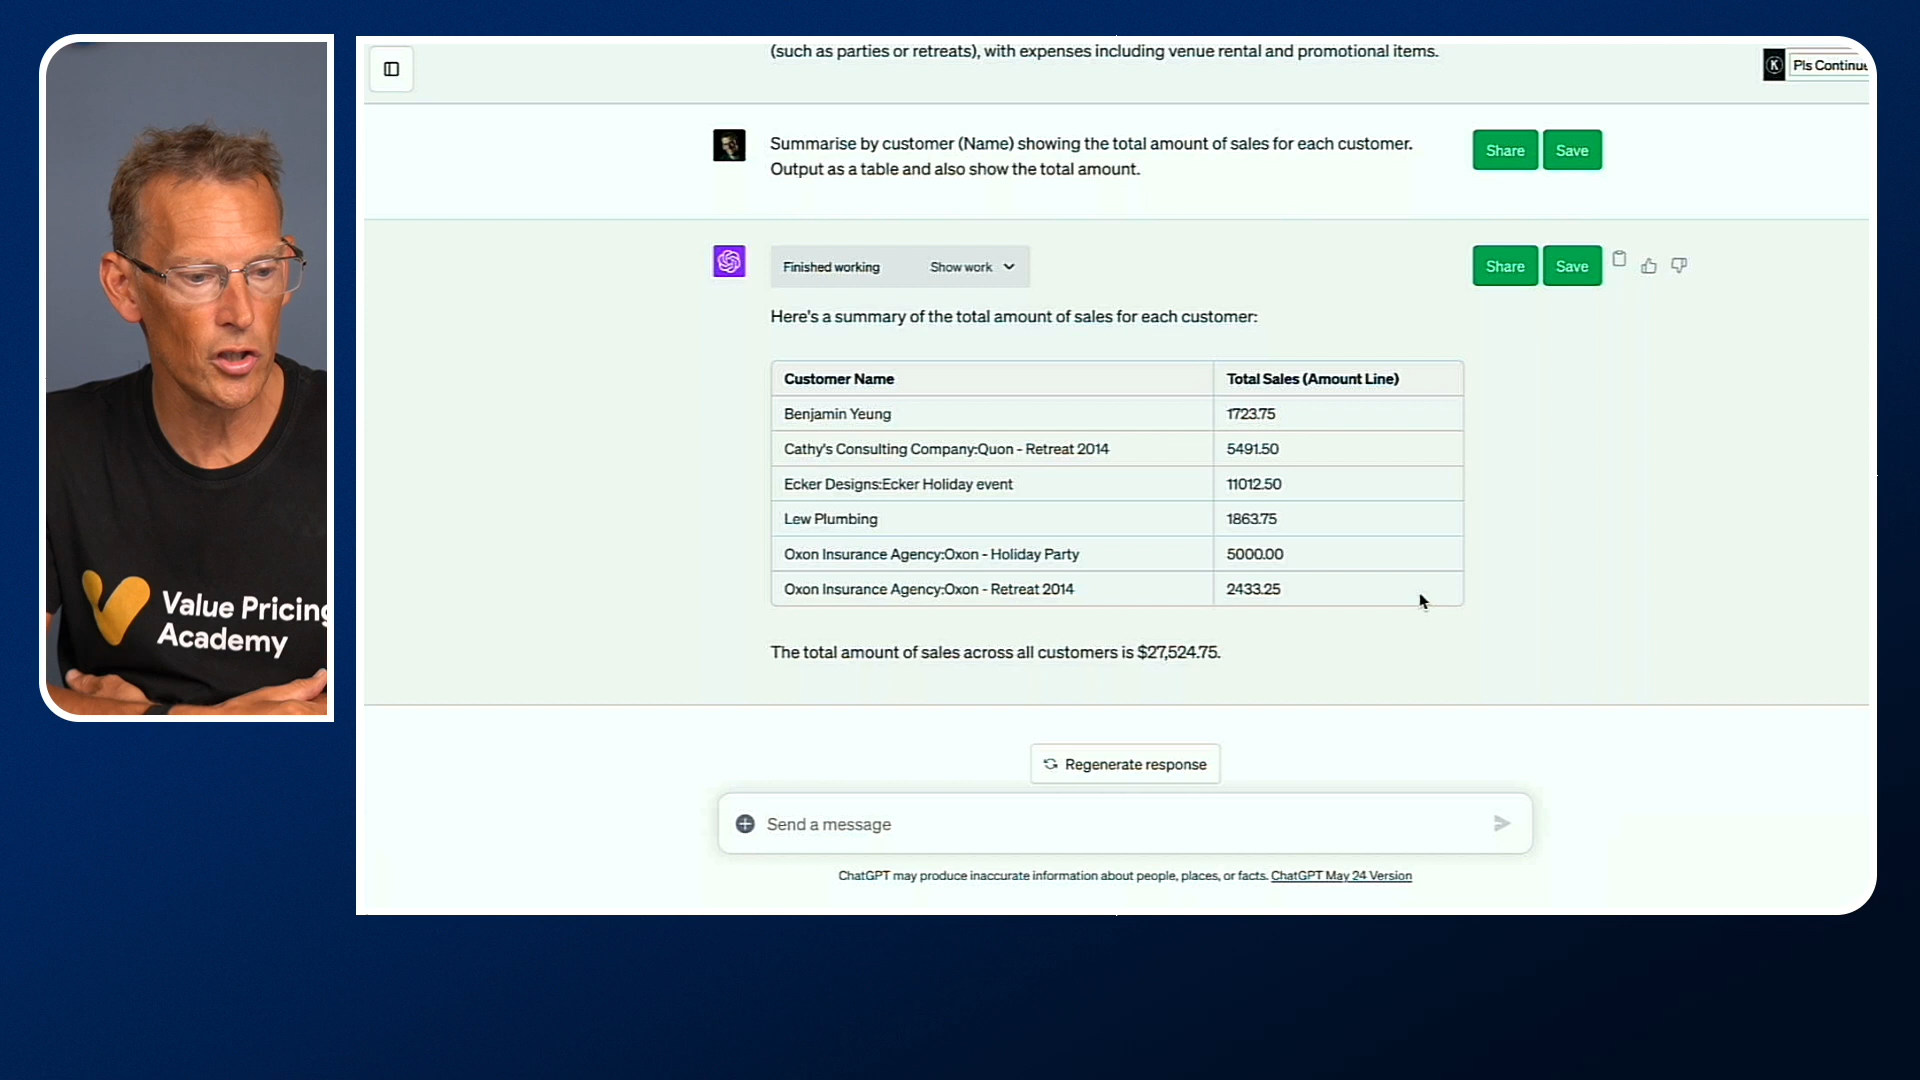 (such as parties or retreats), with expenses including venue rental and promotional items.
K Pls Continue
Summarise by customer (Name) showing the total amount of sales for each customer.
Output as a table and also show the total amount.
Share Save
Finished working Show work
Share Save
Here's a summary of the total amount of sales for each customer:
Customer Name Total Sales (Amount Line)
Benjamin Yeung 1723.75
Cathy's Consulting Company:Quon - Retreat 2014 5491.50
Ecker Designs:Ecker Holiday event 11012.50
Lew Plumbing 1863.75
Oxon Insurance Agency:Oxon - Holiday Party 5000.00
Oxon Insurance Agency:Oxon - Retreat 2014 2433.25
The total amount of sales across all customers is $27,524.75.
Regenerate response
Send a message
ChatGPT may produce inaccurate information about people, places, or facts. ChatGPT May 24 Version
Value Pricing
Academy